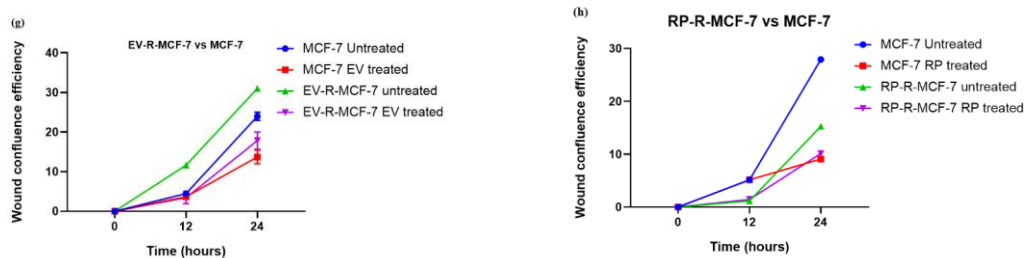 (g)
EV-R-MCF-7 vs MCF-7
Wound confluence efficiency
40
30
20
10
0
0 12 24
Time (hours)
MCF-7 Untreated
MCF-7 EV treated
EV-R-MCF-7 untreated
EV-R-MCF-7 EV treated
(h)
RP-R-MCF-7 vs MCF-7
Wound confluence efficiency
30
20
10
0
0 12 24
Time (hours)
MCF-7 Untreated
MCF-7 RP treated
RP-R-MCF-7 untreated
RP-R-MCF-7 RP treated